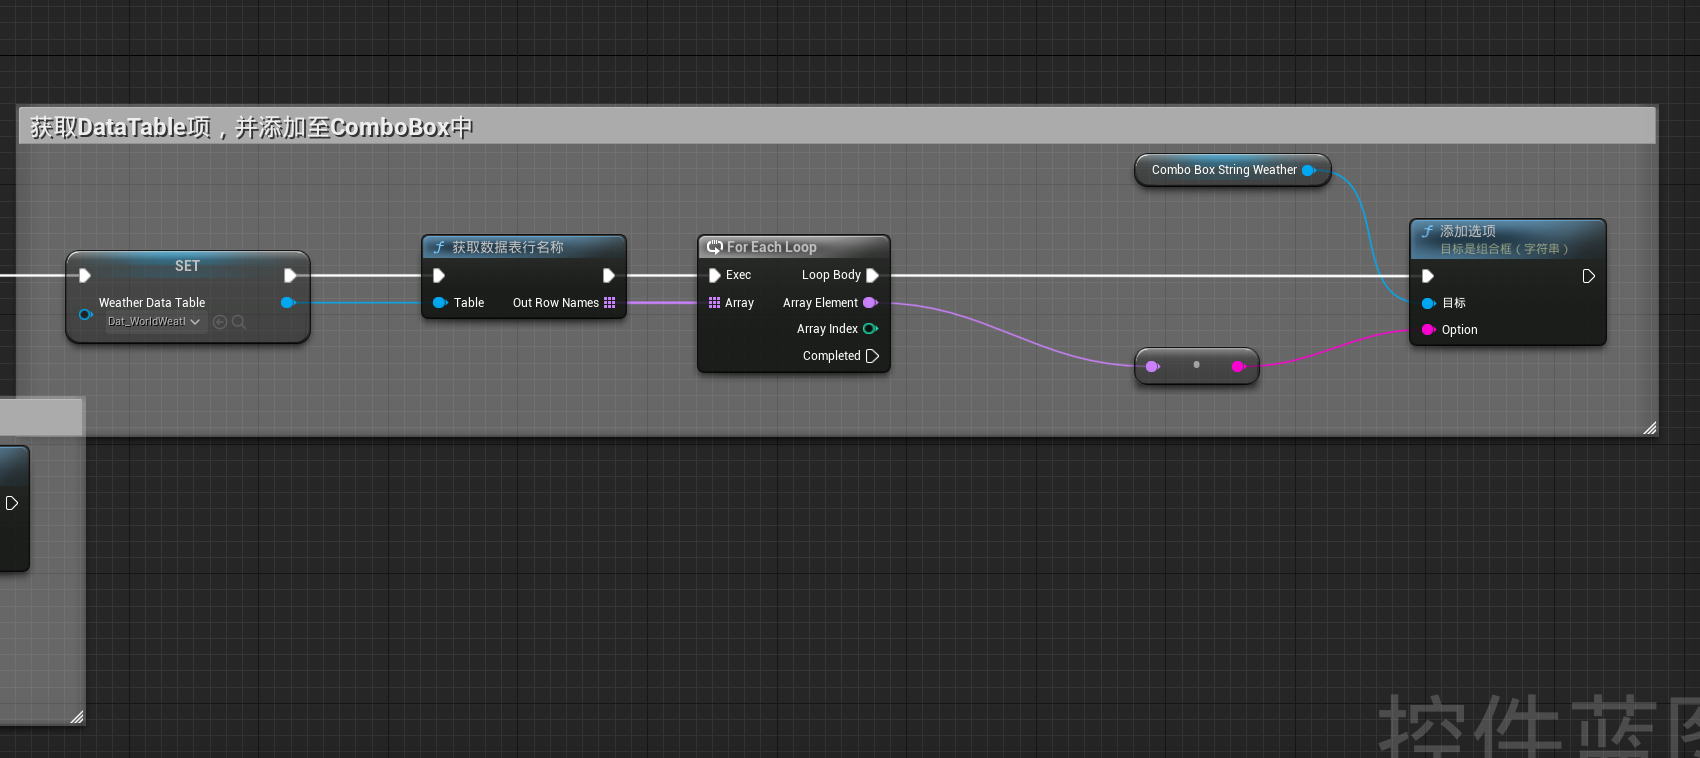 获取DataTable项，并添加至ComboBox中
Combo Box String Weather
SET
Weather Data Table
Dat_WorldWeatl
获取数据表行名称
Table
Out Row Names
For Each Loop
Exec
Loop Body
Array
Array Element
Array Index
Completed
添加选项
目标是组合框（字符串）
目标
Option
控件蓝图